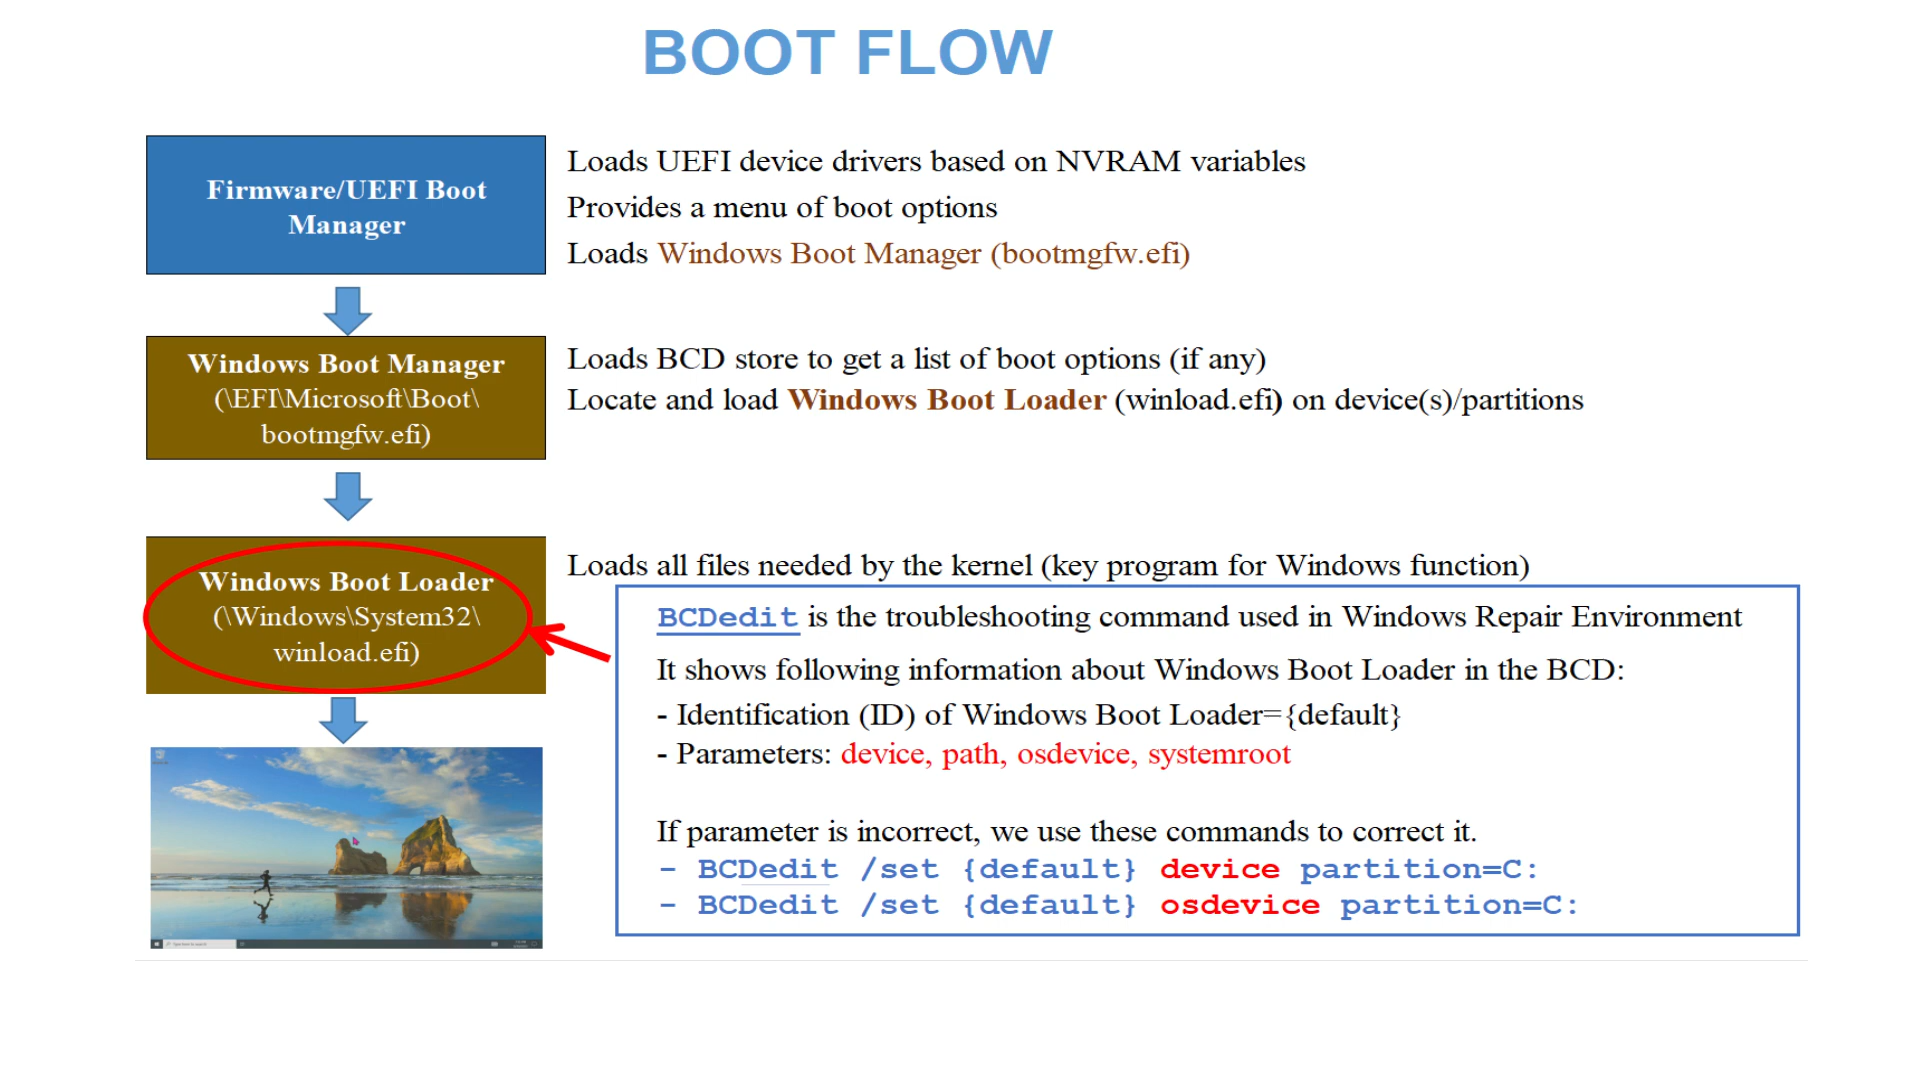 BOOT FLOW
Firmware/UEFI Boot
Manager
Loads UEFI device drivers based on NVRAM variables
Provides a menu of boot options
Loads Windows Boot Manager (bootmgfw.efi)
Windows Boot Manager
(\EFI\Microsoft\Boot\
bootmgfw.efi)
Loads BCD store to get a list of boot options (if any)
Locate and load Windows Boot Loader (winload.efi) on device(s)/partitions
Windows Boot Loader
(\Windows\System32\
winload.efi)
Loads all files needed by the kernel (key program for Windows function)
BCDedit is the troubleshooting command used in Windows Repair Environment
It shows following information about Windows Boot Loader in the BCD:
- Identification (ID) of Windows Boot Loader={default}
- Parameters: device, path, osdevice, systemroot
If parameter is incorrect, we use these commands to correct it.
- BCDedit /set {default} device partition=C:
- BCDedit /set {default} osdevice partition=C: